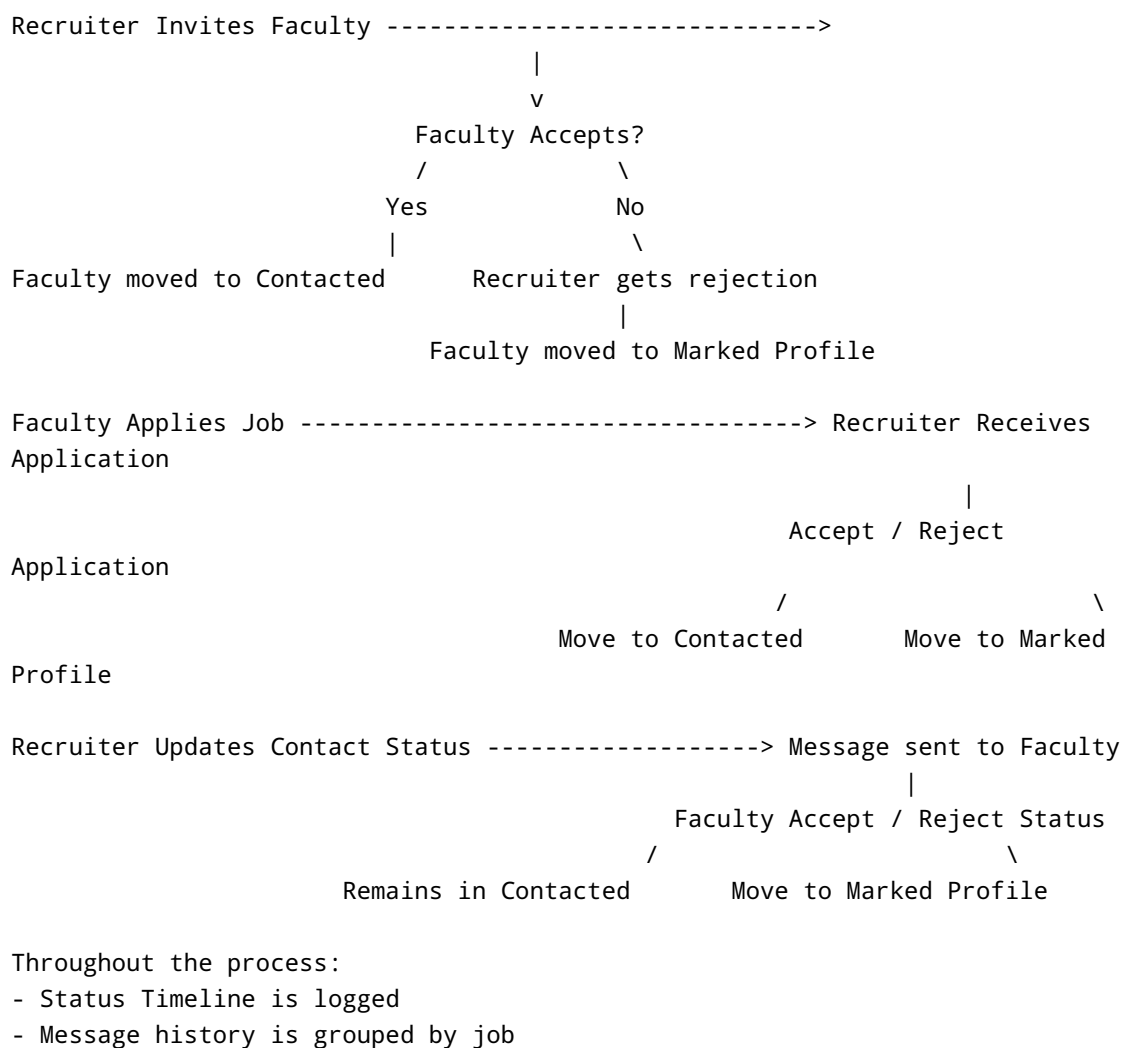 Recruiter Invites Faculty ------------------------------>
|
v
Faculty Accepts?
/ \
Yes No
| \
Faculty moved to Contacted Recruiter gets rejection
|
Faculty moved to Marked Profile
Faculty Applies Job -----------------------------------> Recruiter Receives
Application
|
Accept / Reject
Application
/ \
Move to Contacted Move to Marked
Profile
Recruiter Updates Contact Status -------------------> Message sent to Faculty
|
Faculty Accept / Reject Status
/ \
Remains in Contacted Move to Marked Profile
Throughout the process:
- Status Timeline is logged
- Message history is grouped by job